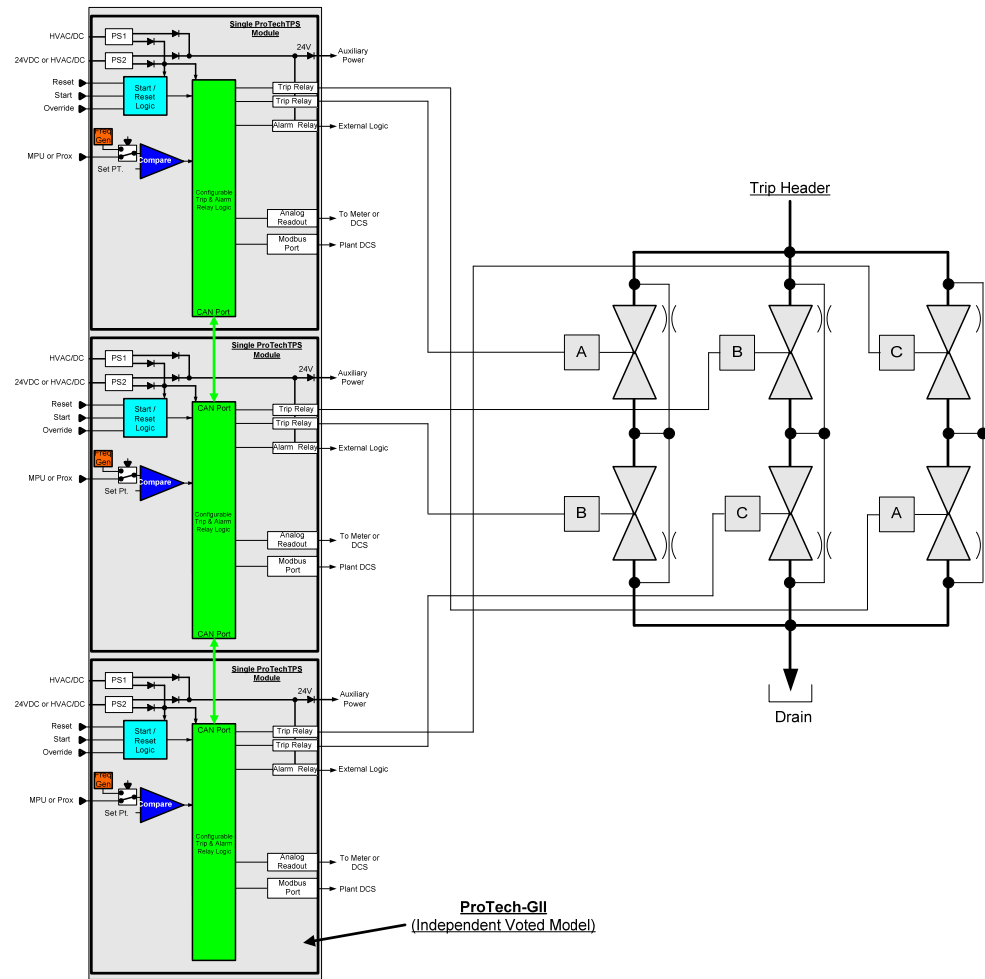 Single ProTechTPS
Module
HVAC/DC
PS1
24VDC or HVAC/DC
PS2
24V
Auxiliary
Power
Reset
Start
Override
Start /
Reset
Logic
Trip Relay
Trip Relay
Alarm Relay
External Logic
Freq
Gen
MPU or Prox
Set PT.
Compare
Configurable
Trip & Alarm
Relay Logic
Analog
Readout
To Meter or
DCS
Modbus
Port
Plant DCS
CAN Port
Single ProTechTPS
Module
HVAC/DC
PS1
24VDC or HVAC/DC
PS2
24V
Auxiliary
Power
Reset
Start
Override
Start /
Reset
Logic
CAN Port
Trip Relay
Trip Relay
Alarm Relay
External Logic
Freq
Gen
MPU or Prox
Set Pt.
Compare
Configurable
Trip & Alarm
Relay Logic
Analog
Readout
To Meter or
DCS
Modbus
Port
Plant DCS
CAN Port
Single ProTechTPS
Module
HVAC/DC
PS1
24VDC or HVAC/DC
PS2
24V
Auxiliary
Power
Reset
Start
Override
Start /
Reset
Logic
CAN Port
Trip Relay
Trip Relay
Alarm Relay
External Logic
Freq
Gen
MPU or Prox
Set Pt.
Compare
Configurable
Trip & Alarm
Relay Logic
Analog
Readout
To Meter or
DCS
Modbus
Port
Plant DCS
Trip Header
A
B
C
B
C
A
Drain
ProTech-GII
(Independent Voted Model)